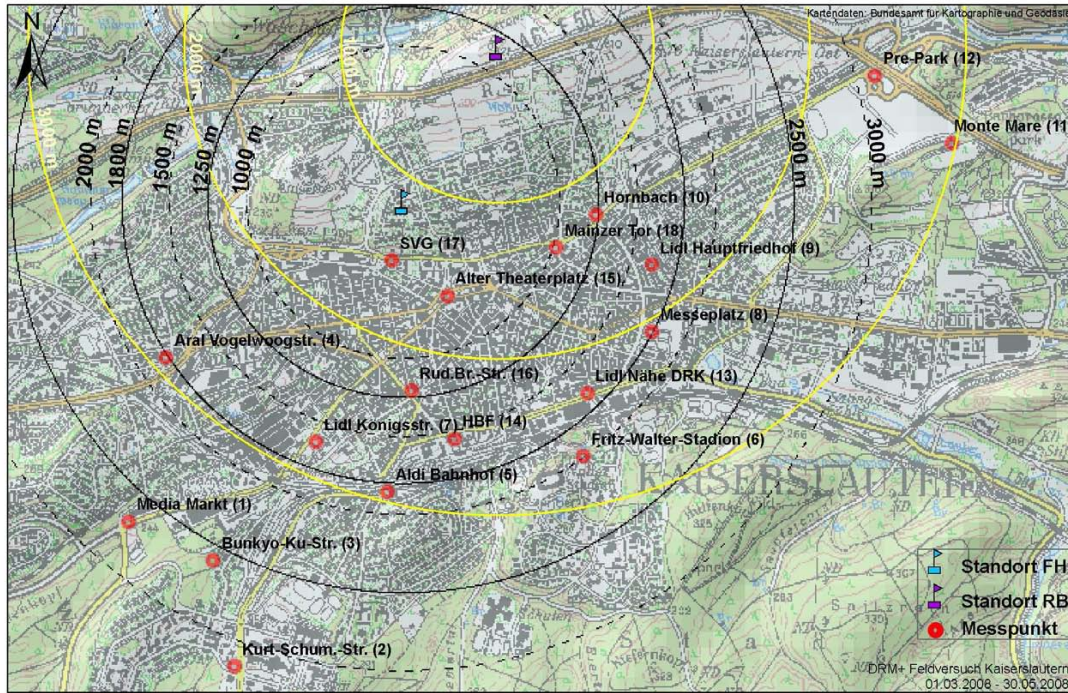 Kartendaten: Bundesamt für Kartographie und Geodäsie
N
Pre-Park (12)
1000 m
2000 m
3000 m
Monte Mare (11)
2000 m
1800 m
1500 m
1250 m
1000 m
2500 m
3000 m
Hornbach (10)
Mainzer Tor (18)
SVG (17)
Lidl Hauptfriedhof (9)
Alter Theaterplatz (15)
Messeplatz (8)
Aral Vogelwoogstr. (4)
Rud.Br.-Str. (16)
Lidl Nähe DRK (13)
Lidl Königsstr. (7)
HBF (14)
Fritz-Walter-Stadion (6)
Aldi Bahnhof (5)
KAISERSLAUTERN
Media Markt (1)
Bunkyo-Ku-Str. (3)
Standort FH
Standort RB
Messpunkt
Kurt-Schum.-Str. (2)
DRM+ Feldversuch Kaiserslautern
01.03.2008 - 30.05.2008